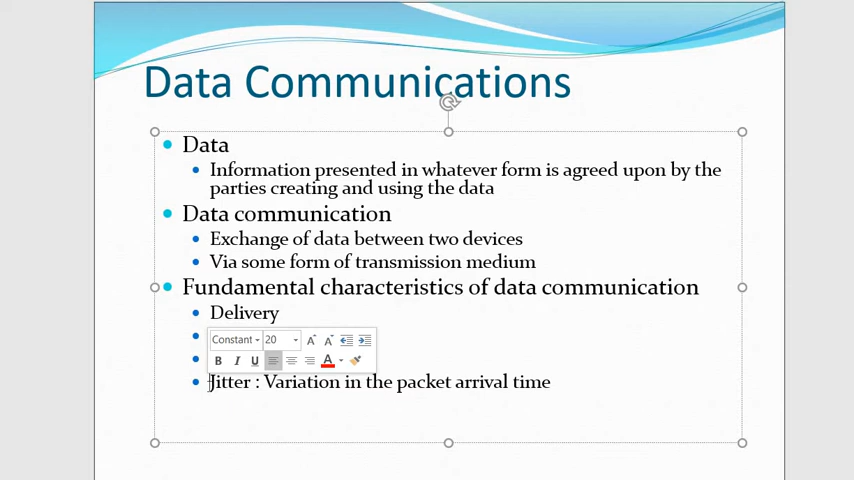 Data Communications
Data
Information presented in whatever form is agreed upon by the
parties creating and using the data
Data communication
Exchange of data between two devices
Via some form of transmission medium
Fundamental characteristics of data communication
Delivery
Constant 20 A A
B I U A
Jitter : Variation in the packet arrival time